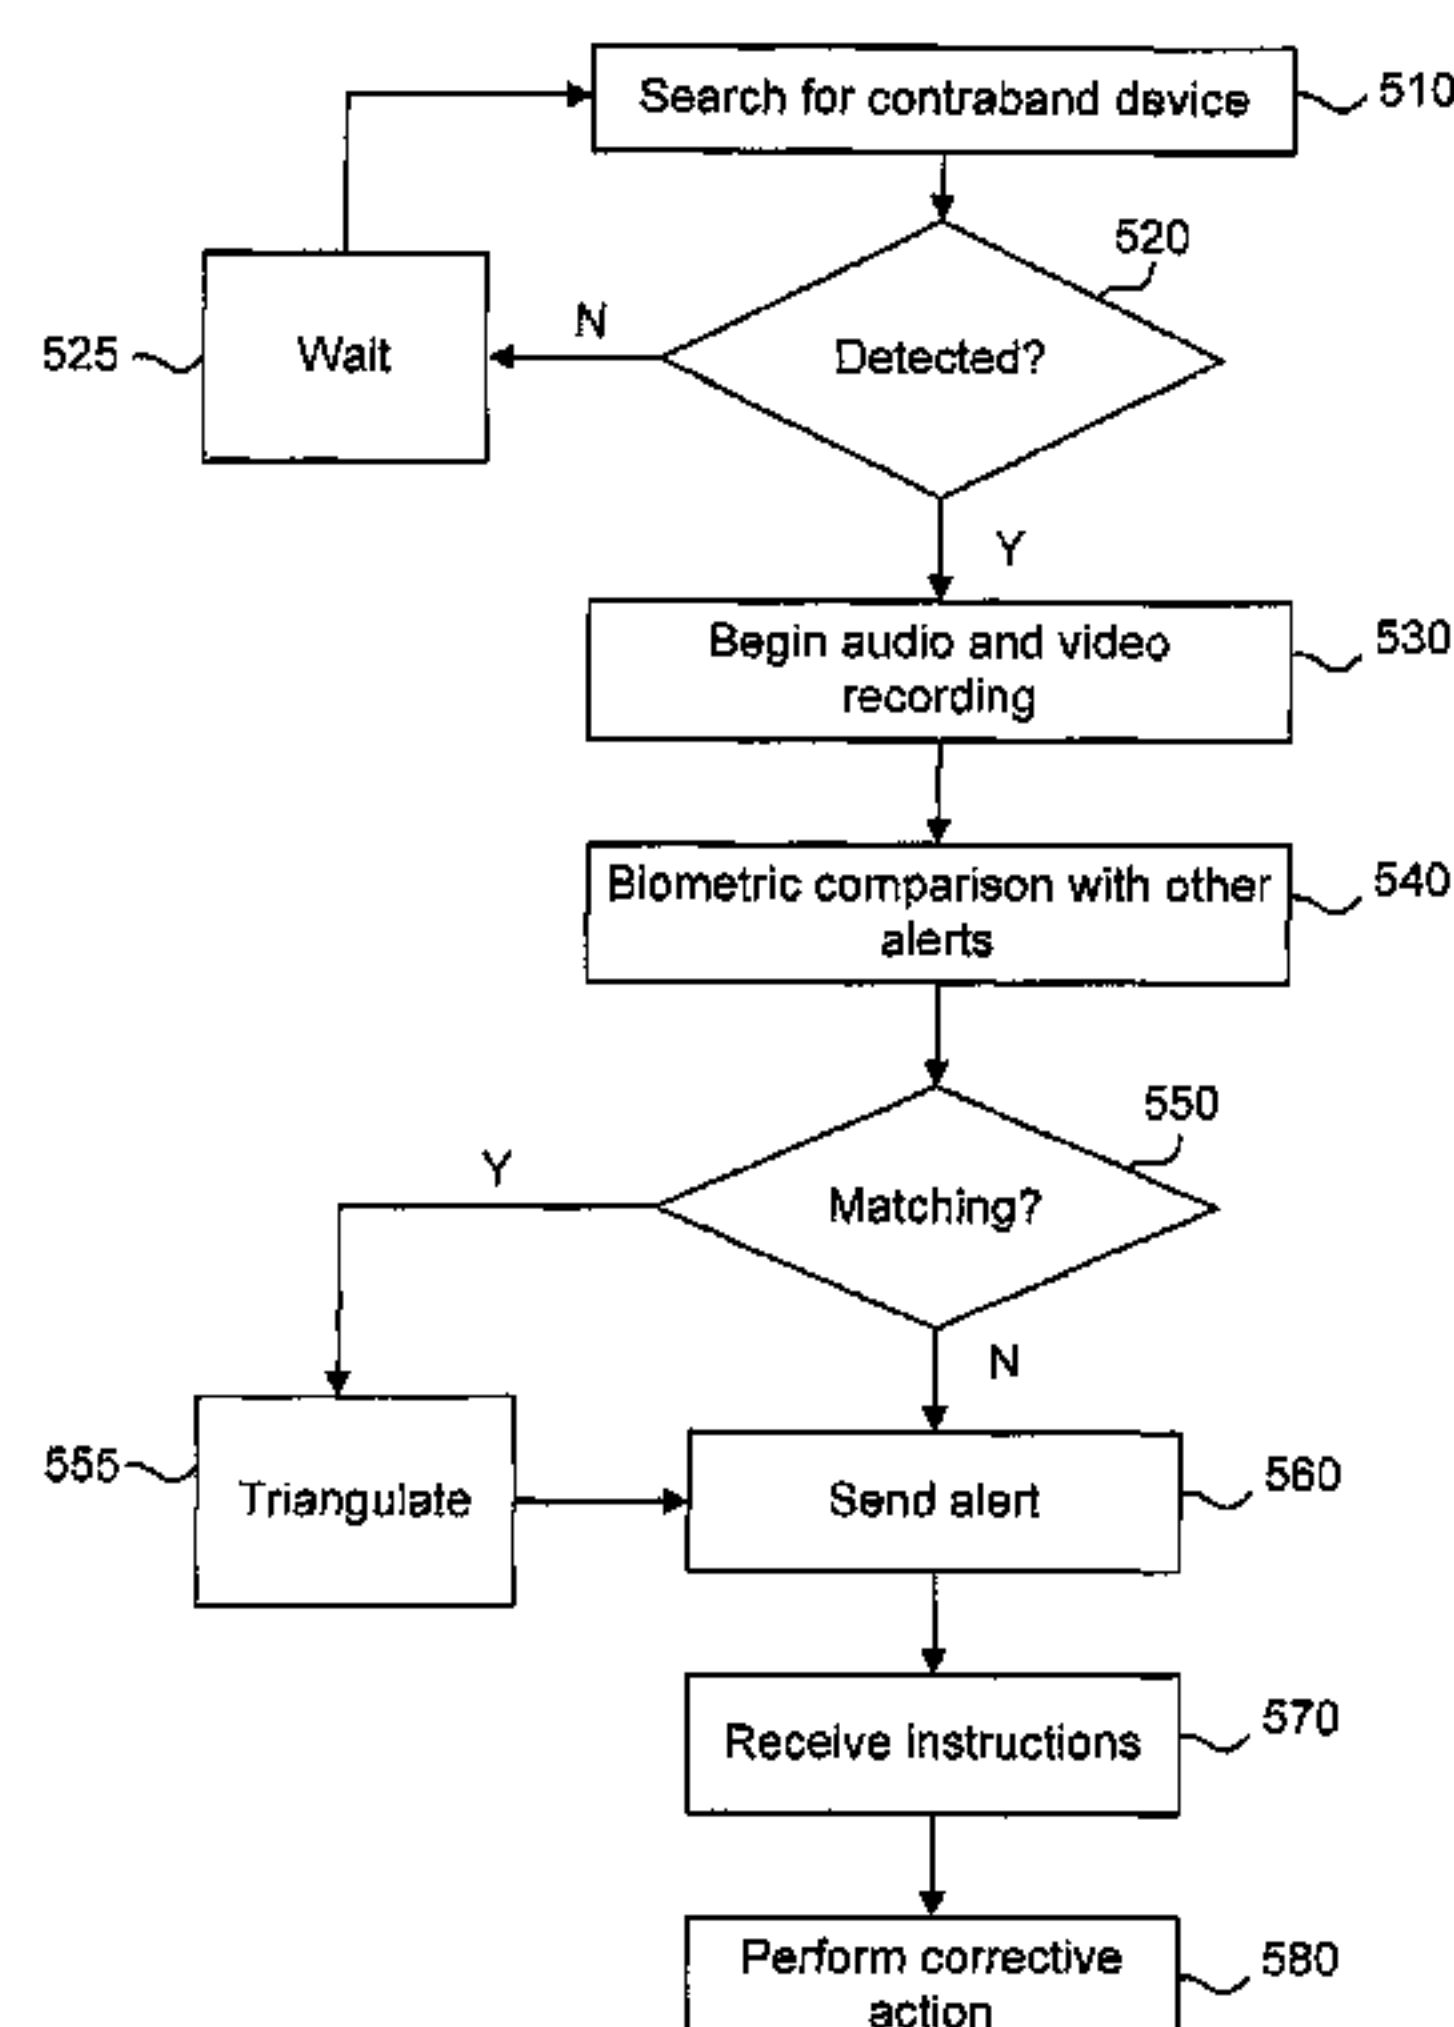 Search for contraband device
510
520
Detected?
N
Wait
525
Y
Begin audio and video
recording
530
Biometric comparison with other
alerts
540
550
Matching?
Y
N
Triangulate
555
Send alert
560
Receive instructions
570
Perform corrective
action
580